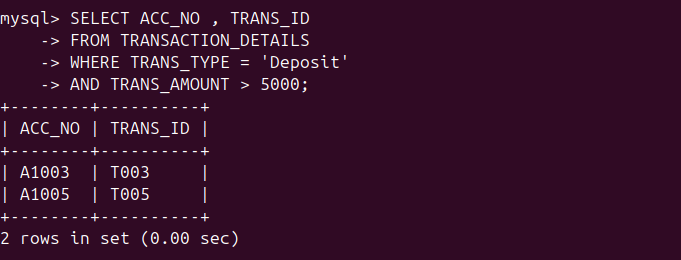 mysql> SELECT ACC_NO , TRANS_ID
    -> FROM TRANSACTION_DETAILS
    -> WHERE TRANS_TYPE = 'Deposit'
    -> AND TRANS_AMOUNT > 5000;
+--------+----------+
| ACC_NO | TRANS_ID |
+--------+----------+
| A1003  | T003     |
| A1005  | T005     |
+--------+----------+
2 rows in set (0.00 sec)